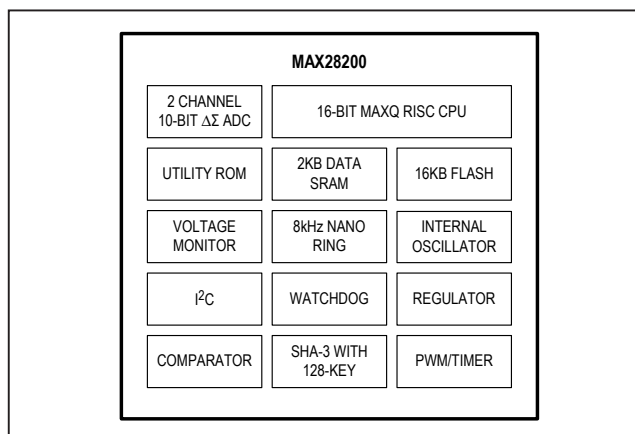 MAX28200
2 CHANNEL
10-BIT ΔΣ ADC
16-BIT MAXQ RISC CPU
UTILITY ROM
2KB DATA
SRAM
16KB FLASH
VOLTAGE
MONITOR
8kHz NANO
RING
INTERNAL
OSCILLATOR
I²C
WATCHDOG
REGULATOR
COMPARATOR
SHA-3 WITH
128-KEY
PWM/TIMER